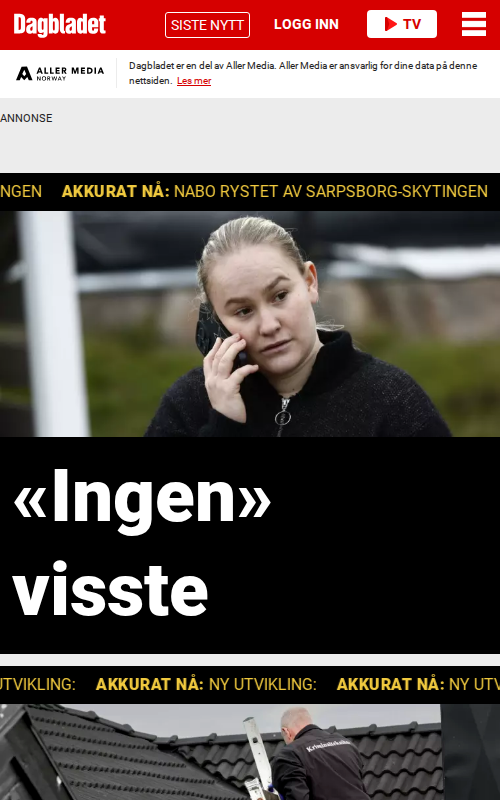 Dagbladet
SISTE NYTT
LOGG INN
TV
ALLER MEDIA
NORWAY
Dagbladet er en del av Aller Media. Aller Media er ansvarlig for dine data på denne
nettsiden. Les mer
ANNONSE
NGEN AKKURAT NÅ: NABO RYSTET AV SARPSBORG-SKYTINGEN
«Ingen»
visste
UTVIKLING: AKKURAT NÅ: NY UTVIKLING: AKKURAT NÅ: NY UTV